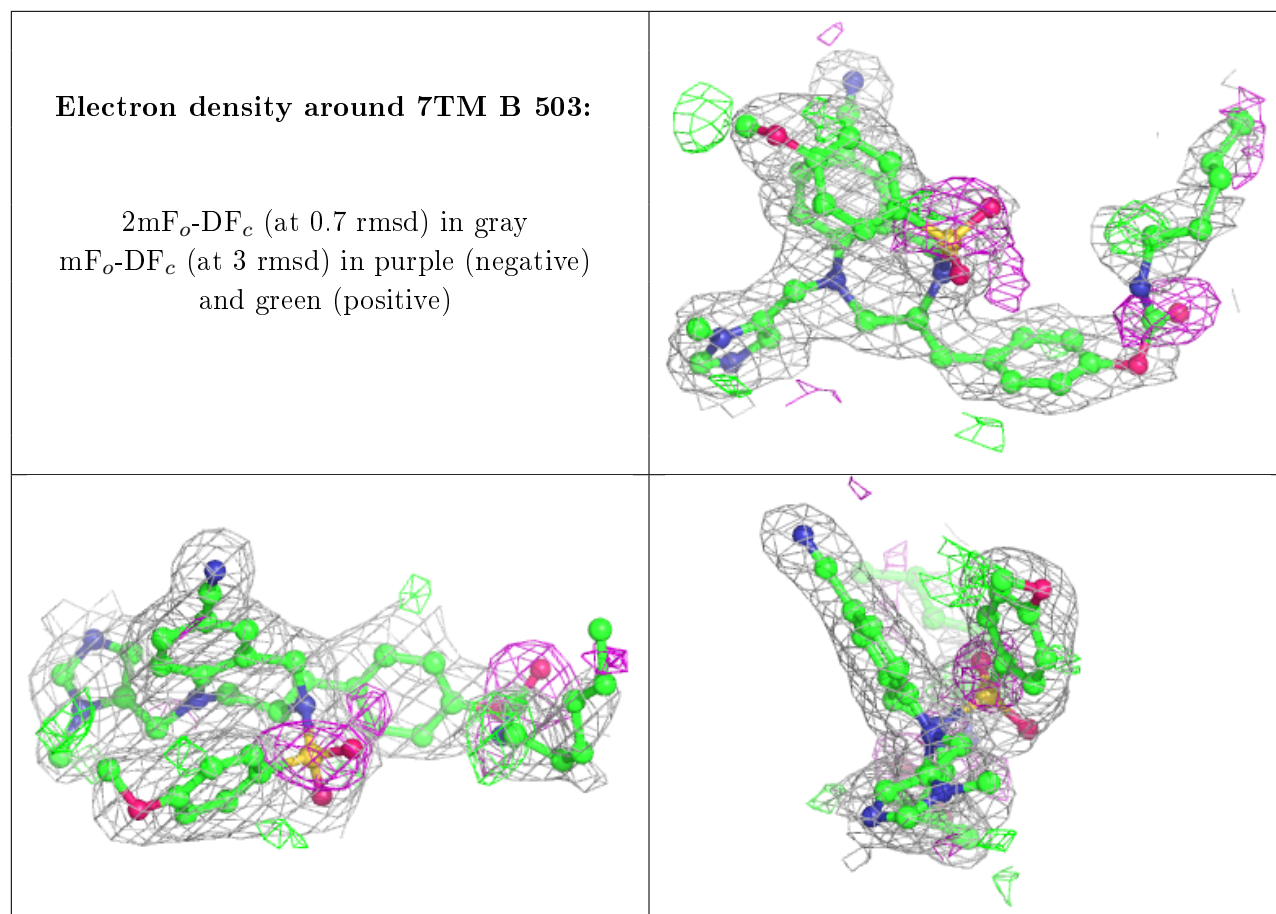 Electron density around 7TM B 503:
2mFₒ-DF𝒸 (at 0.7 rmsd) in gray
mFₒ-DF𝒸 (at 3 rmsd) in purple (negative)
and green (positive)